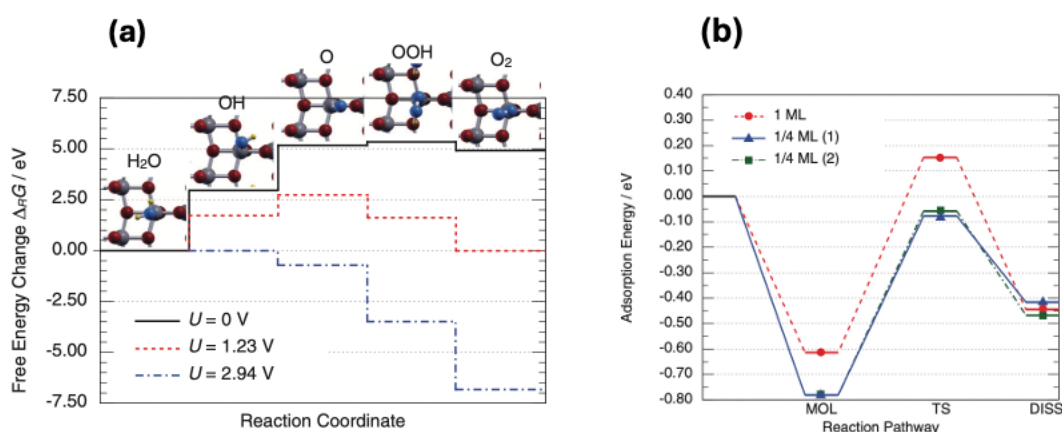 (a)
H₂O
OH
O
OOH
O₂
Free Energy Change ΔRG / eV
7.50
5.00
2.50
0.00
-2.50
-5.00
-7.50
U = 0 V
U = 1.23 V
U = 2.94 V
Reaction Coordinate
(b)
Adsorption Energy / eV
0.40
0.30
0.20
0.10
0.00
-0.10
-0.20
-0.30
-0.40
-0.50
-0.60
-0.70
-0.80
1 ML
1/4 ML (1)
1/4 ML (2)
MOL
TS
DISS
Reaction Pathway